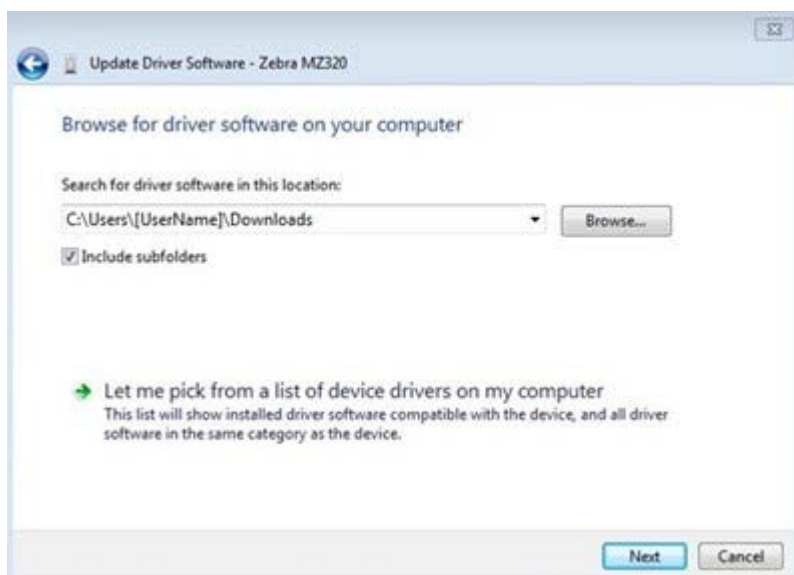 Update Driver Software - Zebra MZ320
Browse for driver software on your computer
Search for driver software in this location:
C:\Users\[UserName]\Downloads
Browse...
Include subfolders
Let me pick from a list of device drivers on my computer
This list will show installed driver software compatible with the device, and all driver
software in the same category as the device.
Next Cancel